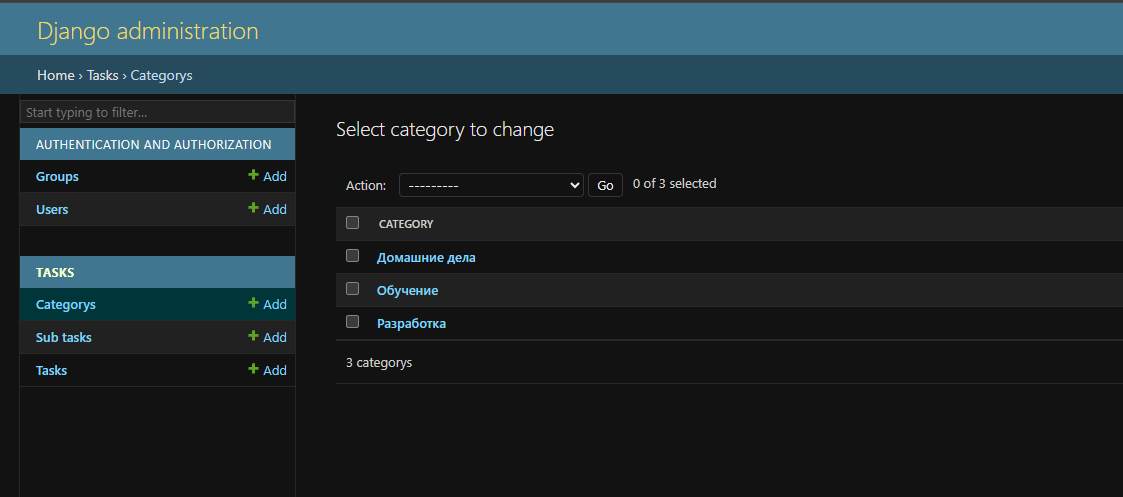 Django administration
Home › Tasks › Categorys
Start typing to filter...
AUTHENTICATION AND AUTHORIZATION
Groups + Add
Users + Add
TASKS
Categorys + Add
Sub tasks + Add
Tasks + Add
Select category to change
Action: --------- Go 0 of 3 selected
CATEGORY
Домашние дела
Обучение
Разработка
3 categorys